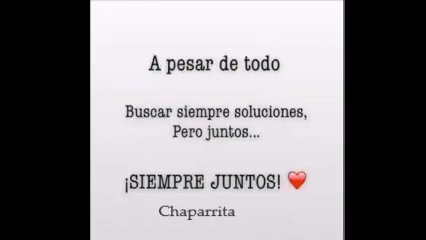 A pesar de todo
Buscar siempre soluciones,
Pero juntos...
¡SIEMPRE JUNTOS! ❤️
Chaparrita